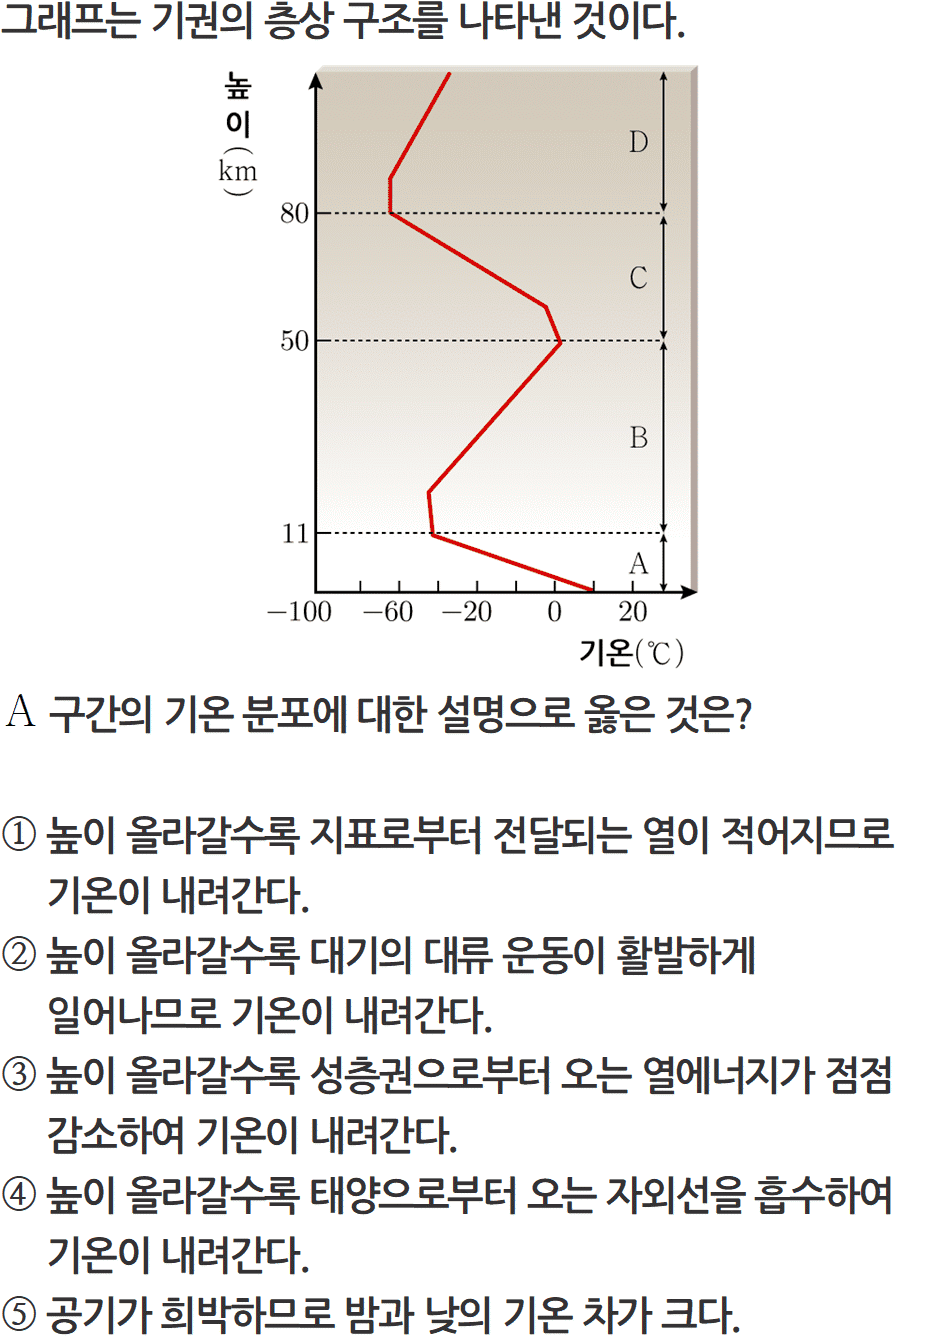 그래프는 기권의 층상 구조를 나타낸 것이다.
높이(km)
D
80
C
50
B
11
A
−100 −60 −20 0 20
기온(℃)
A 구간의 기온 분포에 대한 설명으로 옳은 것은?
① 높이 올라갈수록 지표로부터 전달되는 열이 적어지므로
기온이 내려간다.
② 높이 올라갈수록 대기의 대류 운동이 활발하게
일어나므로 기온이 내려간다.
③ 높이 올라갈수록 성층권으로부터 오는 열에너지가 점점
감소하여 기온이 내려간다.
④ 높이 올라갈수록 태양으로부터 오는 자외선을 흡수하여
기온이 내려간다.
⑤ 공기가 희박하므로 밤과 낮의 기온 차가 크다.